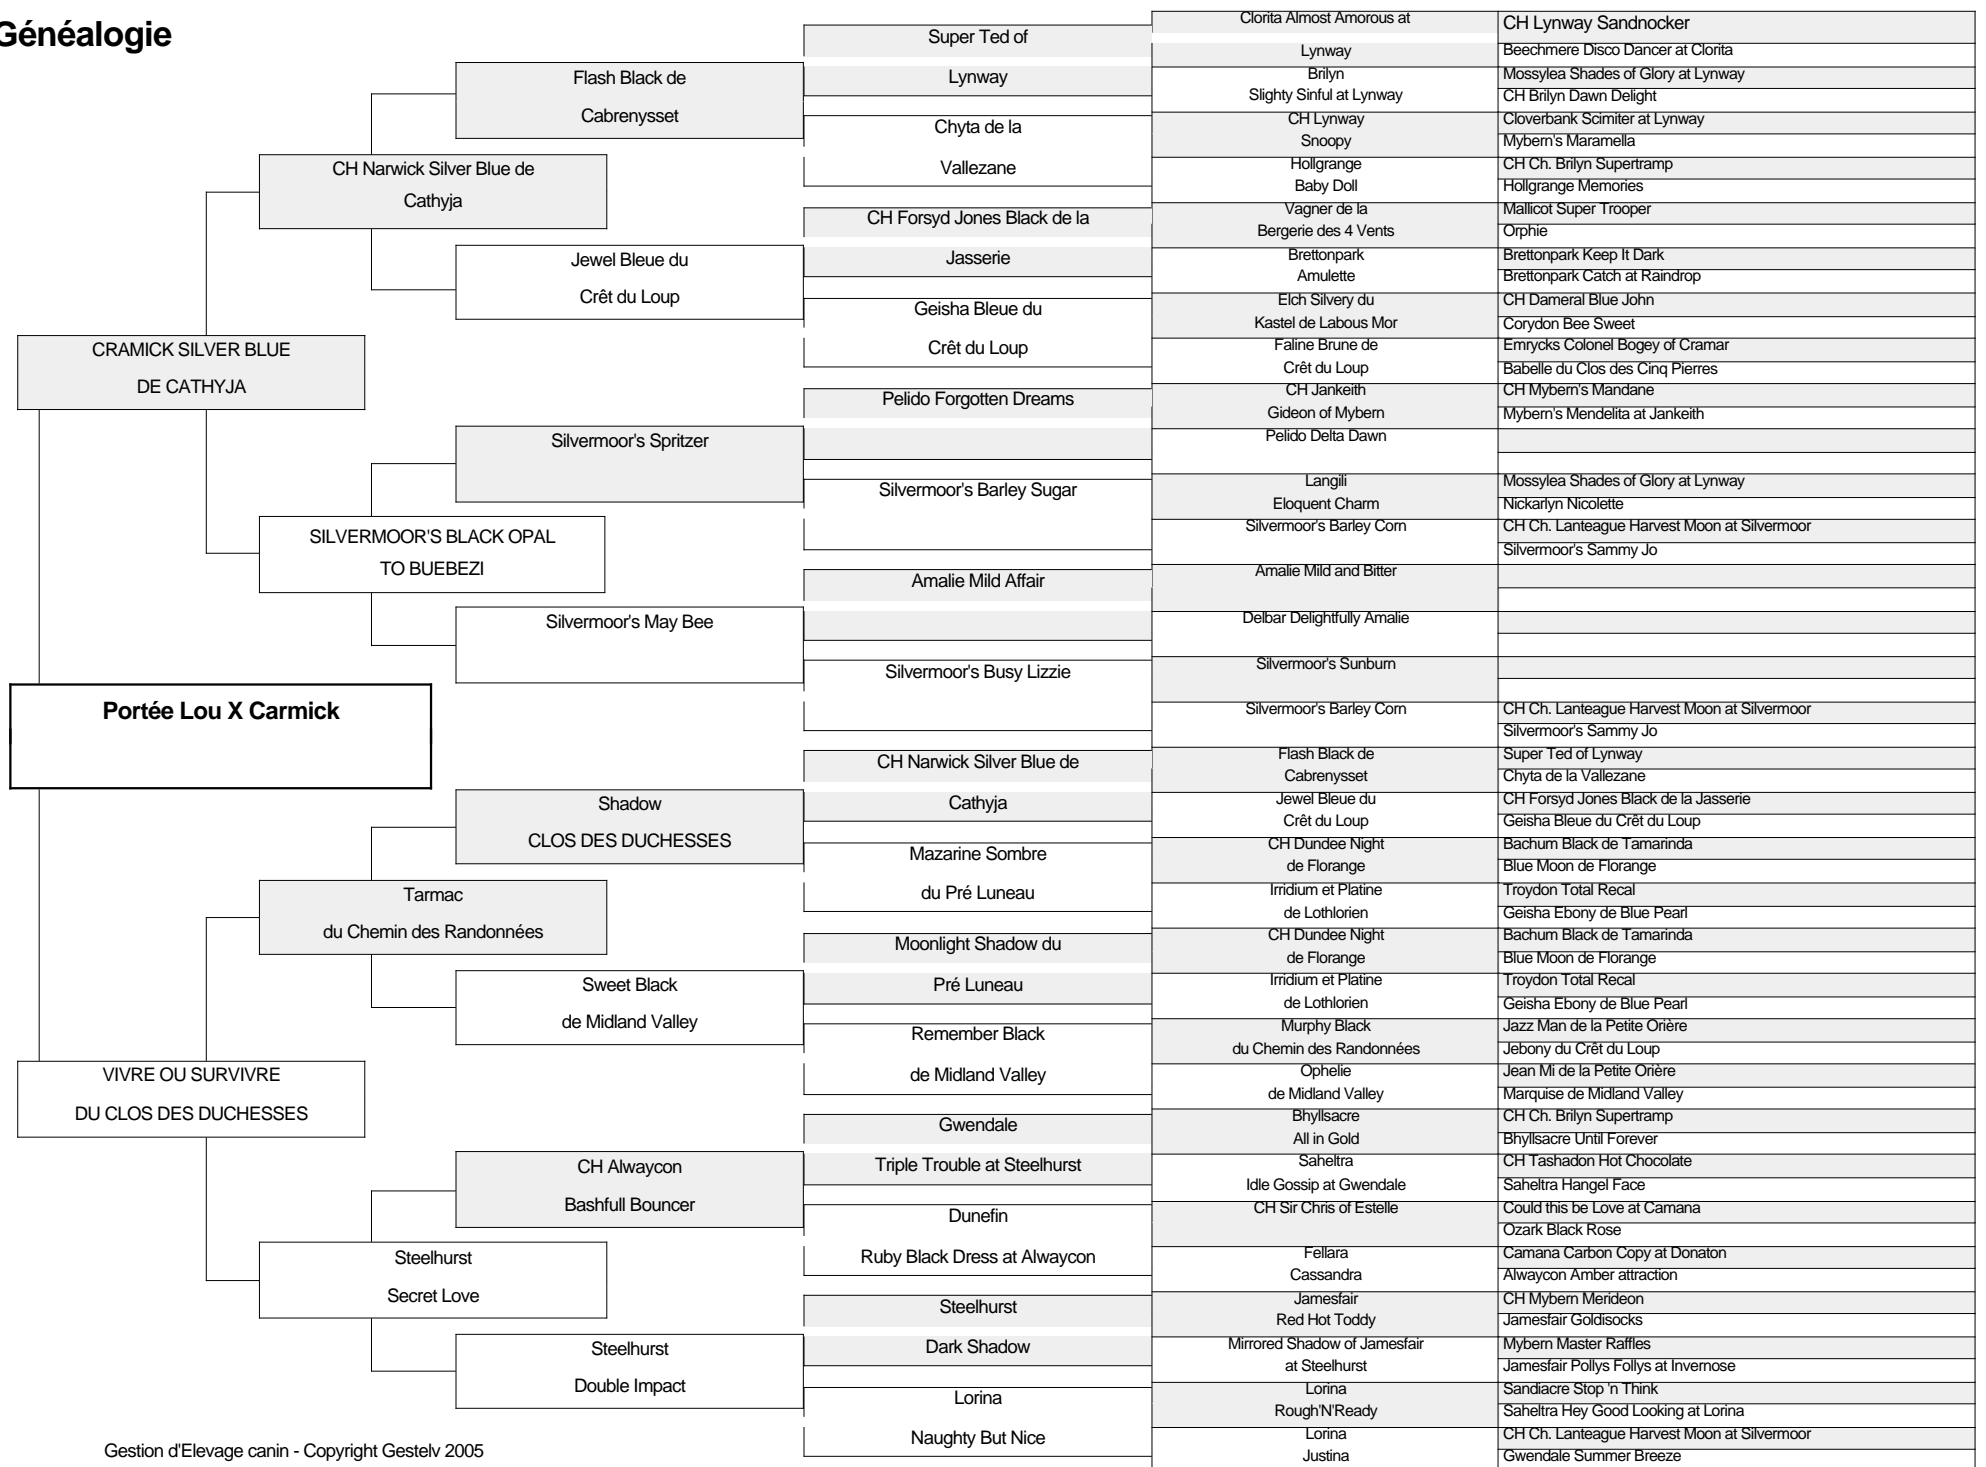 Généalogie
Portée Lou X Carmick
CRAMICK SILVER BLUE
DE CATHYJA
VIVRE OU SURVIVRE
DU CLOS DES DUCHESSES
CH Narwick Silver Blue de
Cathyja
SILVERMOOR'S BLACK OPAL
TO BUEBEZI
Tarmac
du Chemin des Randonnées
Steelhurst
Secret Love
Flash Black de
Cabrenysset
Jewel Bleue du
Crêt du Loup
Silvermoor's Spritzer
Silvermoor's May Bee
Shadow
CLOS DES DUCHESSES
Sweet Black
de Midland Valley
CH Alwaycon
Bashfull Bouncer
Steelhurst
Double Impact
Super Ted of
Lynway
Chyta de la
Vallezane
CH Forsyd Jones Black de la
Jasserie
Geisha Bleue du
Crêt du Loup
Pelido Forgotten Dreams
Silvermoor's Barley Sugar
Amalie Mild Affair
Silvermoor's Busy Lizzie
CH Narwick Silver Blue de
Cathyja
Mazarine Sombre
du Pré Luneau
Moonlight Shadow du
Pré Luneau
Remember Black
de Midland Valley
Gwendale
Triple Trouble at Steelhurst
Dunefin
Ruby Black Dress at Alwaycon
Steelhurst
Dark Shadow
Lorina
Naughty But Nice
Clorita Almost Amorous at
Lynway
Brilyn
Slighty Sinful at Lynway
CH Lynway
Snoopy
Hollgrange
Baby Doll
Vagner de la
Bergerie des 4 Vents
Brettonpark
Amulette
Elch Silvery du
Kastel de Labous Mor
Faline Brune de
Crêt du Loup
CH Jankeith
Gideon of Mybern
Pelido Delta Dawn
Langili
Eloquent Charm
Silvermoor's Barley Corn
Amalie Mild and Bitter
Delbar Delightfully Amalie
Silvermoor's Sunburn
Silvermoor's Barley Corn
Flash Black de
Cabrenysset
Jewel Bleue du
Crêt du Loup
CH Dundee Night
de Florange
Irridium et Platine
de Lothlorien
CH Dundee Night
de Florange
Irridium et Platine
de Lothlorien
Murphy Black
du Chemin des Randonnées
Ophelie
de Midland Valley
Bhyllsacre
All in Gold
Saheltra
Idle Gossip at Gwendale
CH Sir Chris of Estelle
Fellara
Cassandra
Jamesfair
Red Hot Toddy
Mirrored Shadow of Jamesfair
at Steelhurst
Lorina
Rough'N'Ready
Lorina
Justina
CH Lynway Sandnocker
Beechmere Disco Dancer at Clorita
Mossylea Shades of Glory at Lynway
CH Brilyn Dawn Delight
Cloverbank Scimiter at Lynway
Mybern's Maramella
CH Ch. Brilyn Supertramp
Hollgrange Memories
Mallicot Super Trooper
Orphie
Brettonpark Keep It Dark
Brettonpark Catch at Raindrop
CH Dameral Blue John
Corydon Bee Sweet
Emrycks Colonel Bogey of Cramar
Babelle du Clos des Cinq Pierres
CH Mybern's Mandane
Mybern's Mendelita at Jankeith
Mossylea Shades of Glory at Lynway
Nickarlyn Nicolette
CH Ch. Lanteague Harvest Moon at Silvermoor
Silvermoor's Sammy Jo
CH Ch. Lanteague Harvest Moon at Silvermoor
Silvermoor's Sammy Jo
Super Ted of Lynway
Chyta de la Vallezane
CH Forsyd Jones Black de la Jasserie
Geisha Bleue du Crêt du Loup
Bachum Black de Tamarinda
Blue Moon de Florange
Troydon Total Recal
Geisha Ebony de Blue Pearl
Bachum Black de Tamarinda
Blue Moon de Florange
Troydon Total Recal
Geisha Ebony de Blue Pearl
Jazz Man de la Petite Orière
Jebony du Crêt du Loup
Jean Mi de la Petite Orière
Marquise de Midland Valley
CH Ch. Brilyn Supertramp
Bhyllsacre Until Forever
CH Tashadon Hot Chocolate
Saheltra Hangel Face
Could this be Love at Camana
Ozark Black Rose
Camana Carbon Copy at Donaton
Alwaycon Amber attraction
CH Mybern Merideon
Jamesfair Goldisocks
Mybern Master Raffles
Jamesfair Pollys Follys at Invernose
Sandiacre Stop 'n Think
Saheltra Hey Good Looking at Lorina
CH Ch. Lanteague Harvest Moon at Silvermoor
Gwendale Summer Breeze
Gestion d'Elevage canin - Copyright Gestelv 2005